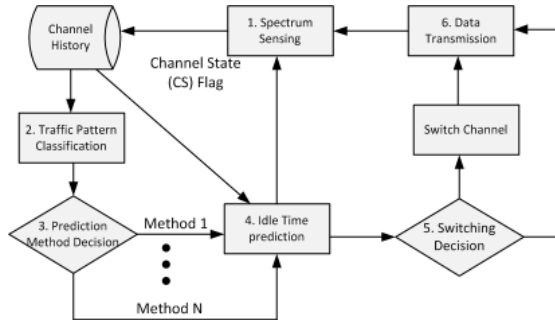 Channel
History
1. Spectrum
Sensing
6. Data
Transmission
Channel State
(CS) Flag
2. Traffic Pattern
Classification
Switch Channel
3. Prediction
Method Decision
Method 1
4. Idle Time
prediction
5. Switching
Decision
Method N